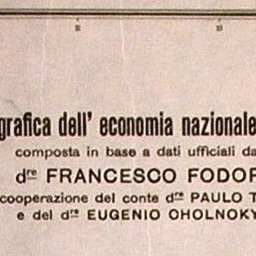 grafica dell' economia nazionale
composta in base a dati ufficiali da
dre FRANCESCO FODOR
cooperazione del conte dre PAULO T
e del dre EUGENIO CHOLNOKY